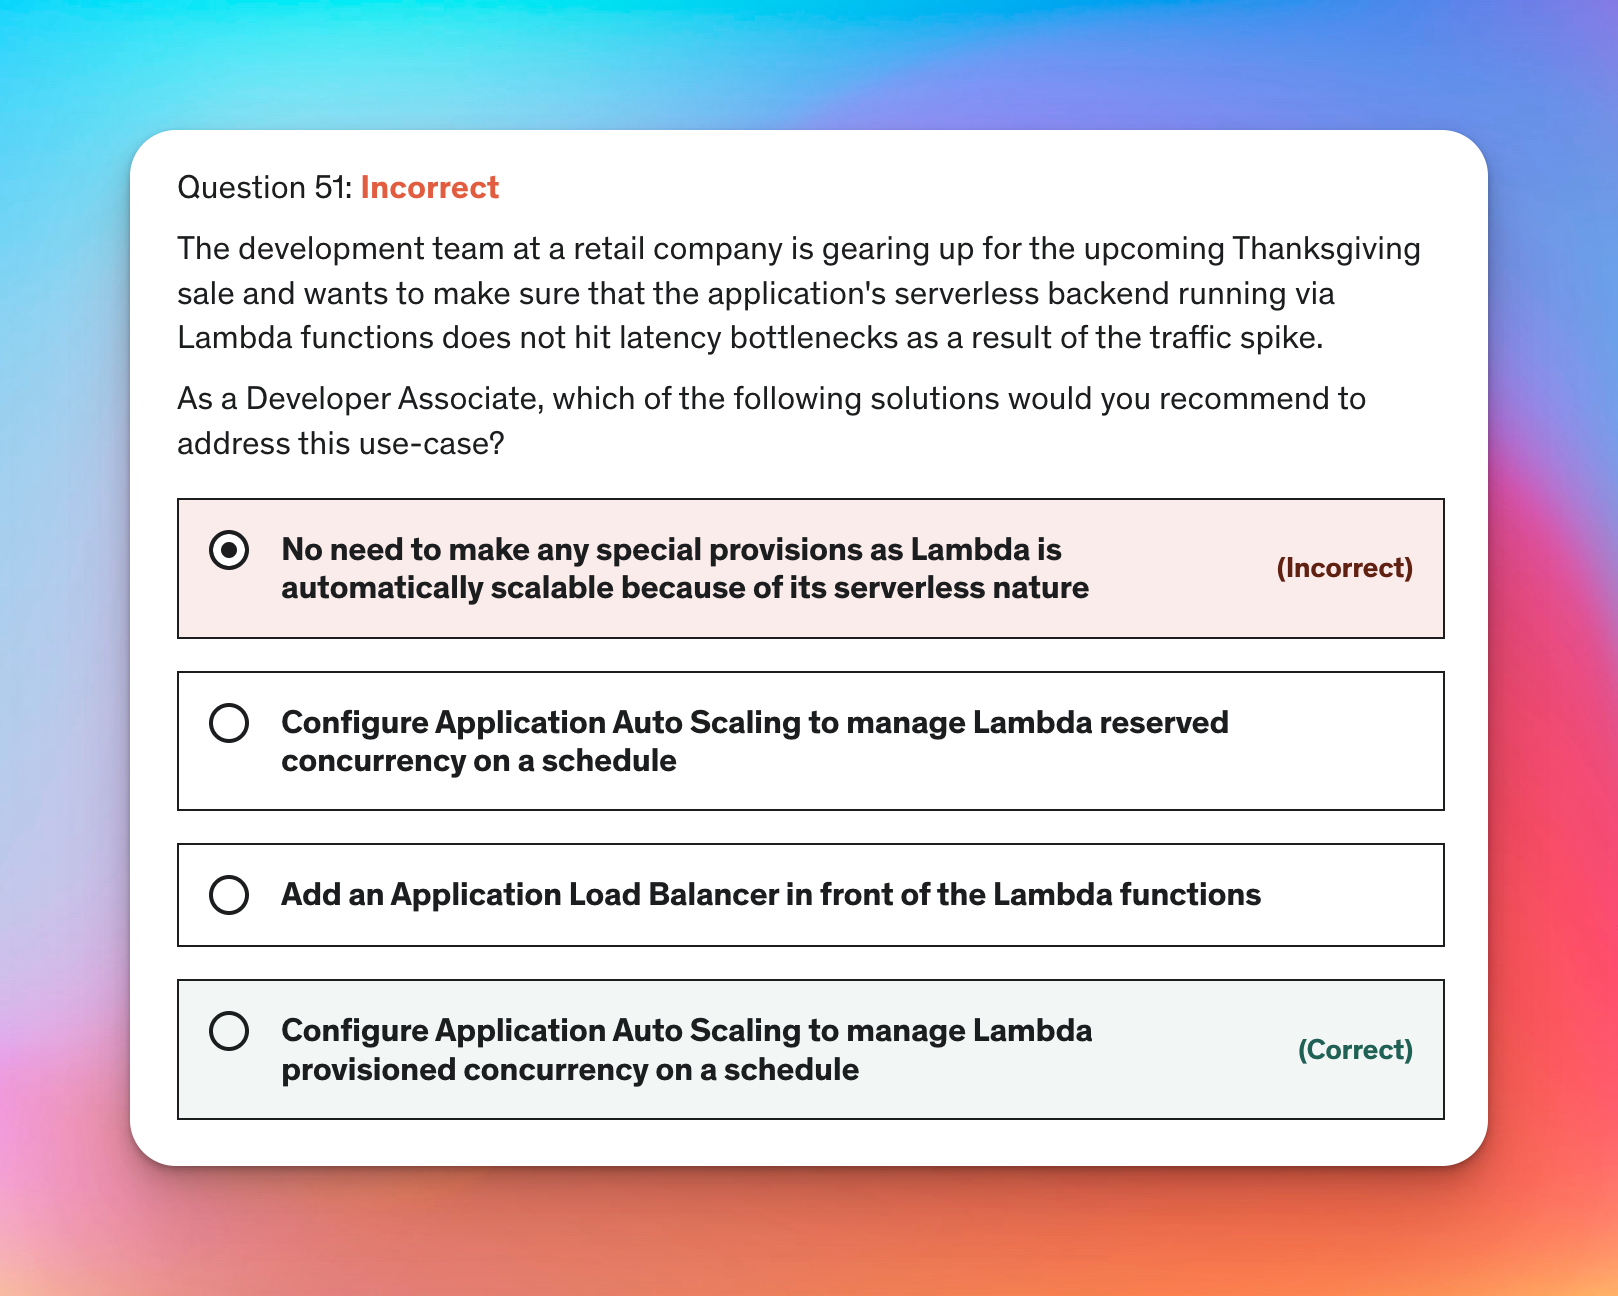 Question 51: Incorrect
The development team at a retail company is gearing up for the upcoming Thanksgiving
sale and wants to make sure that the application's serverless backend running via
Lambda functions does not hit latency bottlenecks as a result of the traffic spike.
As a Developer Associate, which of the following solutions would you recommend to
address this use-case?
No need to make any special provisions as Lambda is
automatically scalable because of its serverless nature
(Incorrect)
Configure Application Auto Scaling to manage Lambda reserved
concurrency on a schedule
Add an Application Load Balancer in front of the Lambda functions
Configure Application Auto Scaling to manage Lambda
provisioned concurrency on a schedule
(Correct)